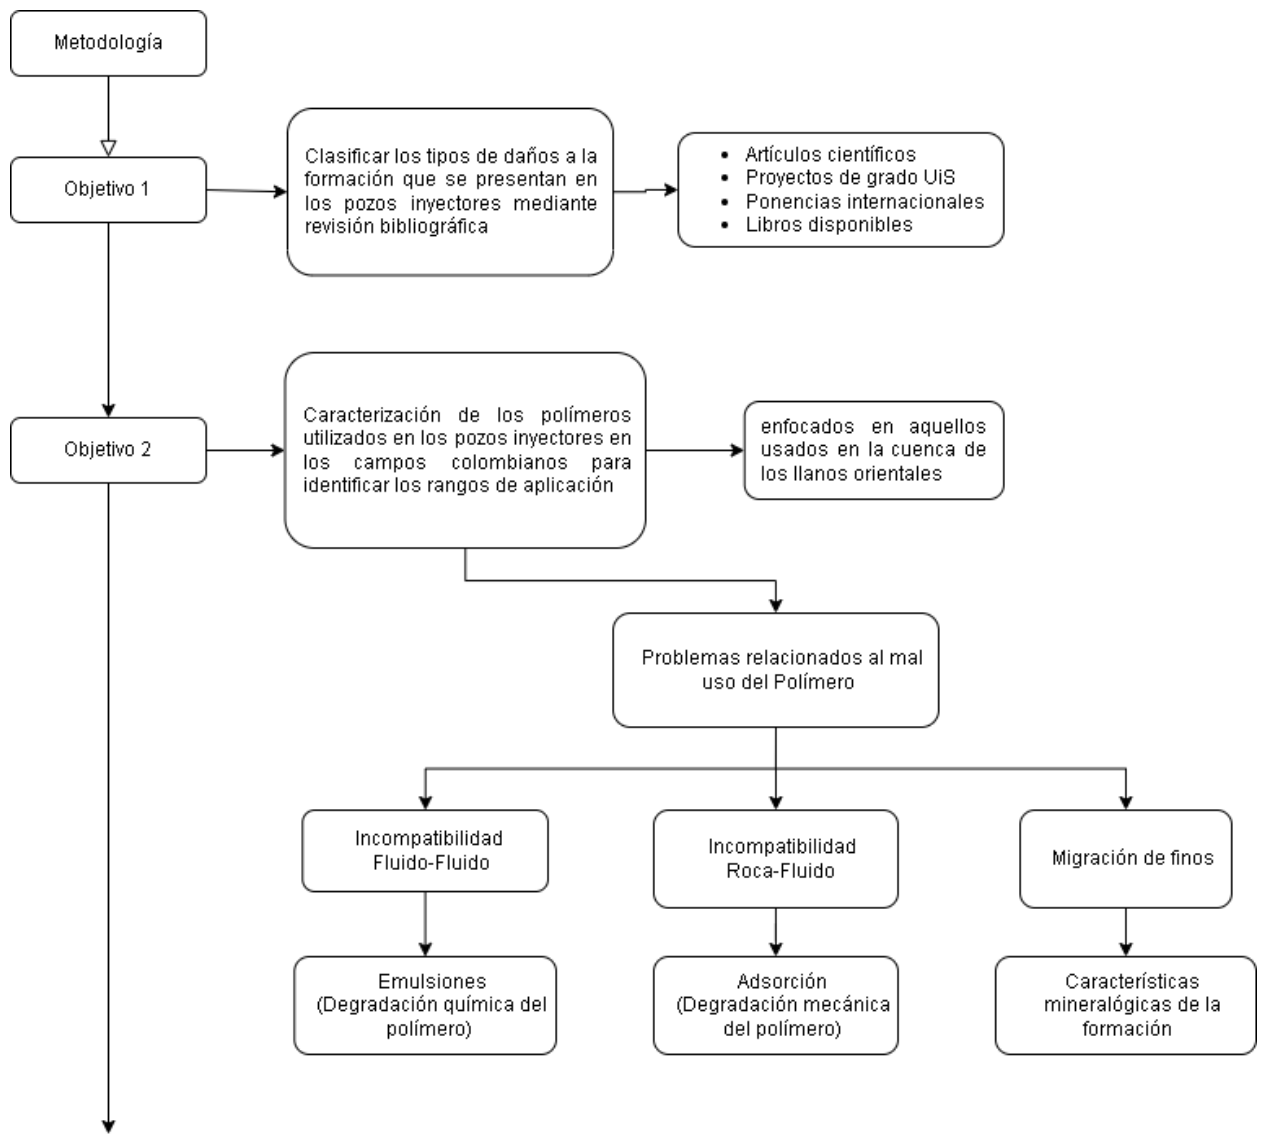 Metodología
Objetivo 1
Clasificar los tipos de daños a la
formación que se presentan en
los pozos inyectores mediante
revisión bibliográfica
• Artículos científicos
• Proyectos de grado UiS
• Ponencias internacionales
• Libros disponibles
Objetivo 2
Caracterización de los polímeros
utilizados en los pozos inyectores en
los campos colombianos para
identificar los rangos de aplicación
enfocados en aquellos
usados en la cuenca de
los llanos orientales
Problemas relacionados al mal
uso del Polímero
Incompatibilidad
Fluido-Fluido
Incompatibilidad
Roca-Fluido
Migración de finos
Emulsiones
(Degradación química del
polímero)
Adsorción
(Degradación mecánica
del polímero)
Características
mineralógicas de la
formación